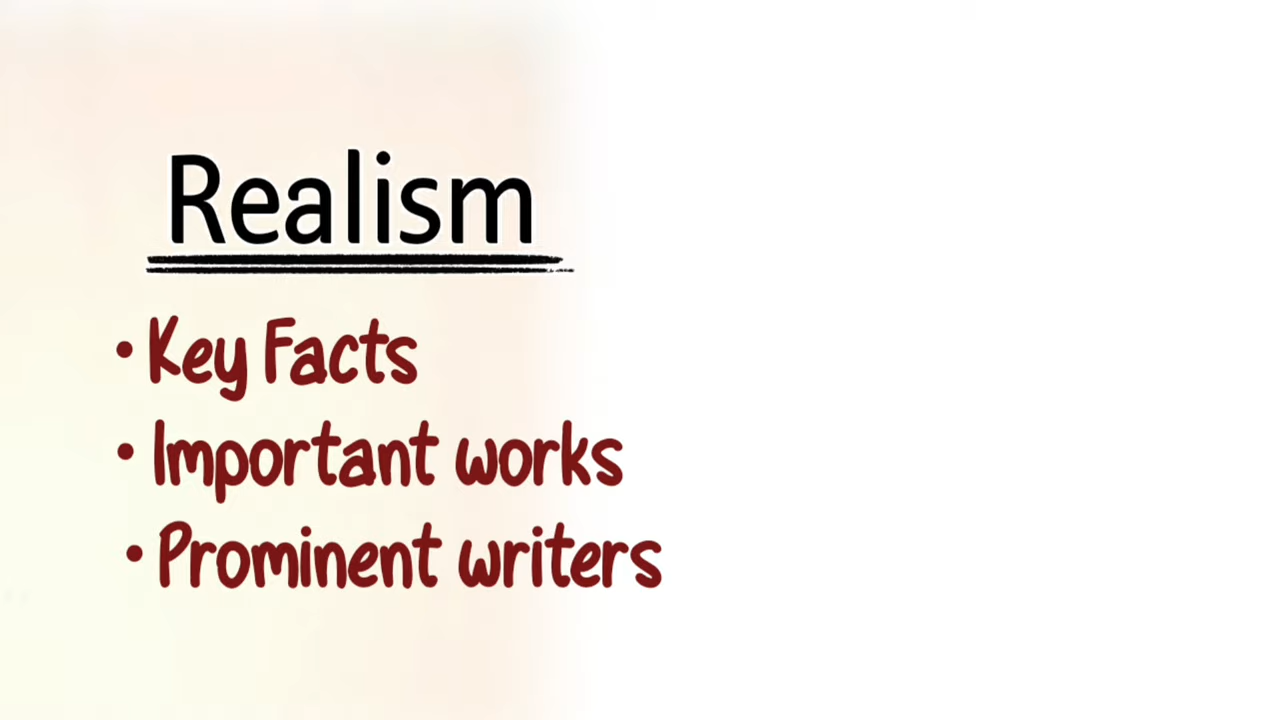 Realism
• Key Facts
• Important works
• Prominent writers